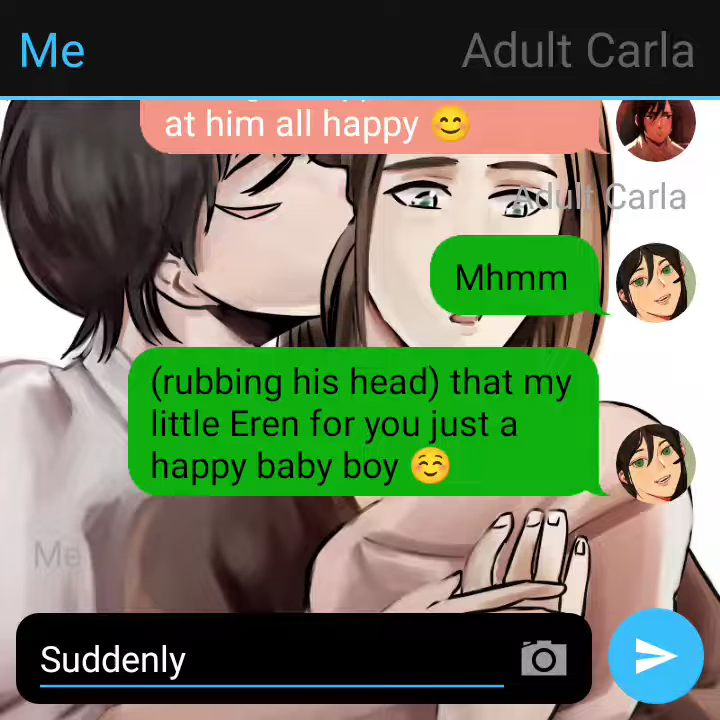 Me
Adult Carla
at him all happy 😊
Adult Carla
Mhmm
(rubbing his head) that my
little Eren for you just a
happy baby boy ☺️
Me
Suddenly